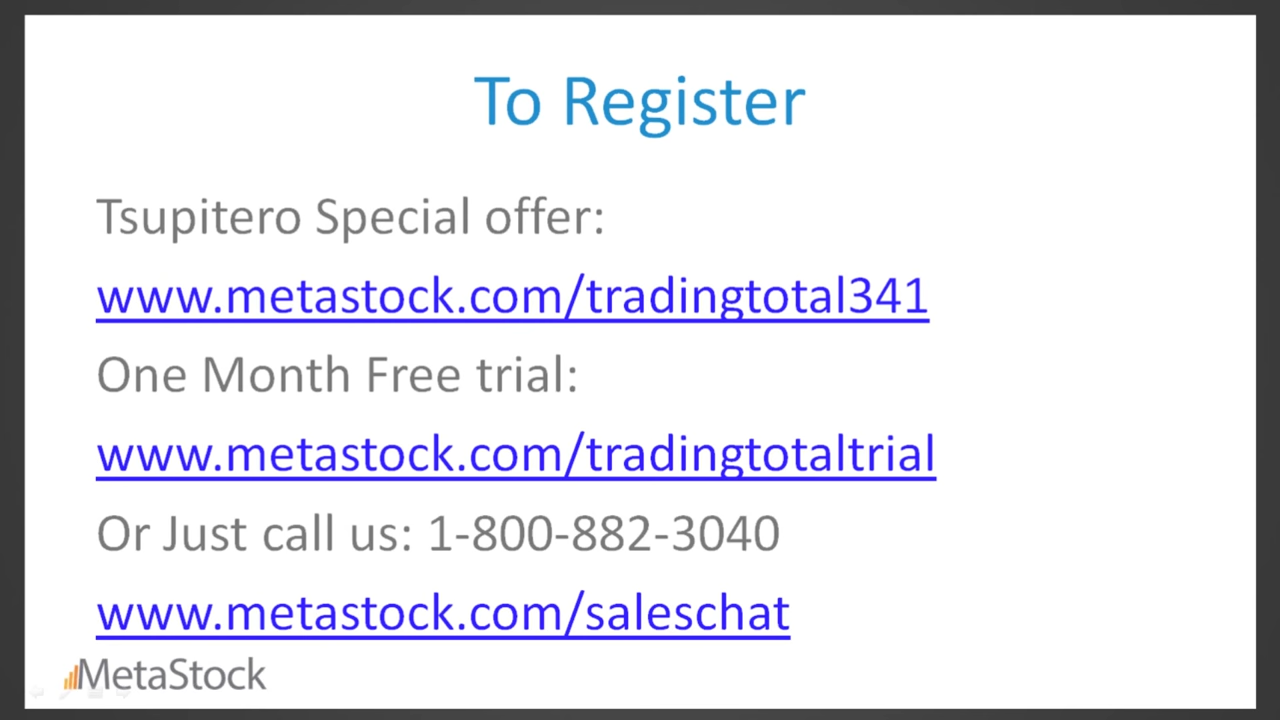 To Register
Tsupitero Special offer:
www.metastock.com/tradingtotal341
One Month Free trial:
www.metastock.com/tradingtotaltrial
Or Just call us: 1-800-882-3040
www.metastock.com/saleschat
MetaStock